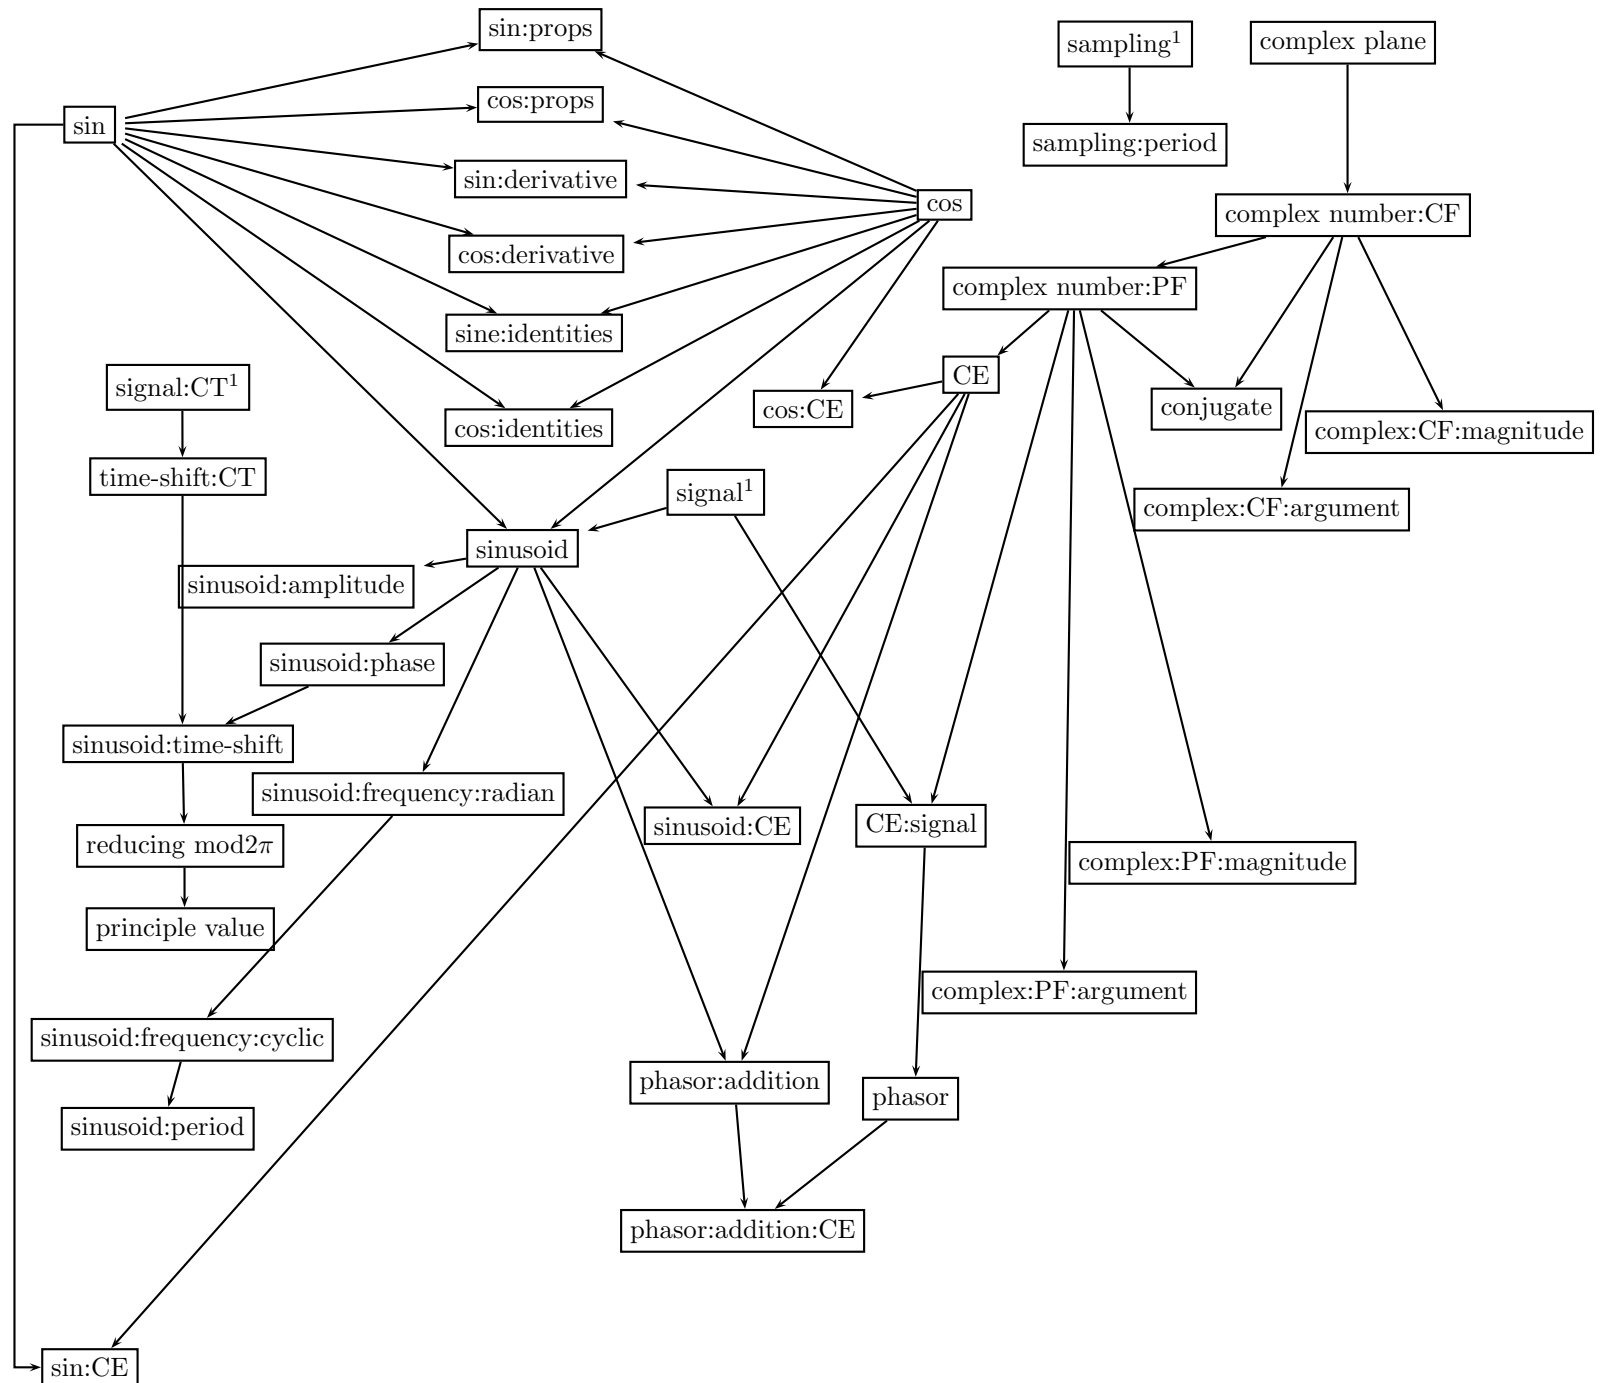 sin:props
sampling¹
complex plane
cos:props
sin
sampling:period
sin:derivative
cos
complex number:CF
cos:derivative
complex number:PF
sine:identities
signal:CT¹
CE
cos:CE
conjugate
cos:identities
complex:CF:magnitude
time-shift:CT
signal¹
complex:CF:argument
sinusoid
sinusoid:amplitude
sinusoid:phase
sinusoid:time-shift
sinusoid:frequency:radian
sinusoid:CE
CE:signal
reducing mod2π
complex:PF:magnitude
principle value
complex:PF:argument
sinusoid:frequency:cyclic
phasor:addition
phasor
sinusoid:period
phasor:addition:CE
sin:CE